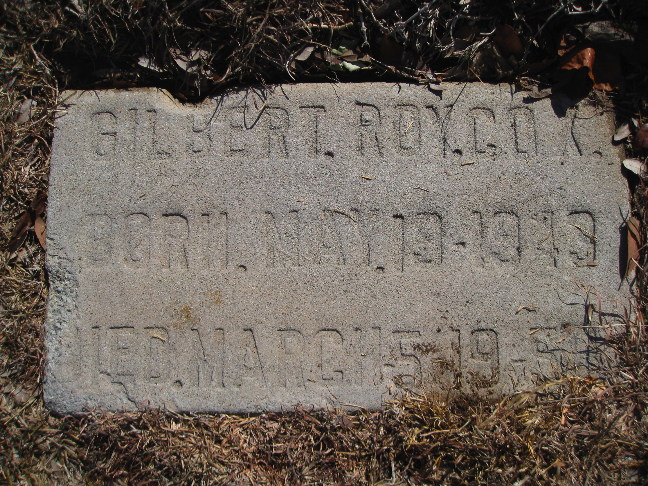 GILBERT. ROY. COX.
BORN. MAY. 19-1949
DIED. MARCH. 5-19